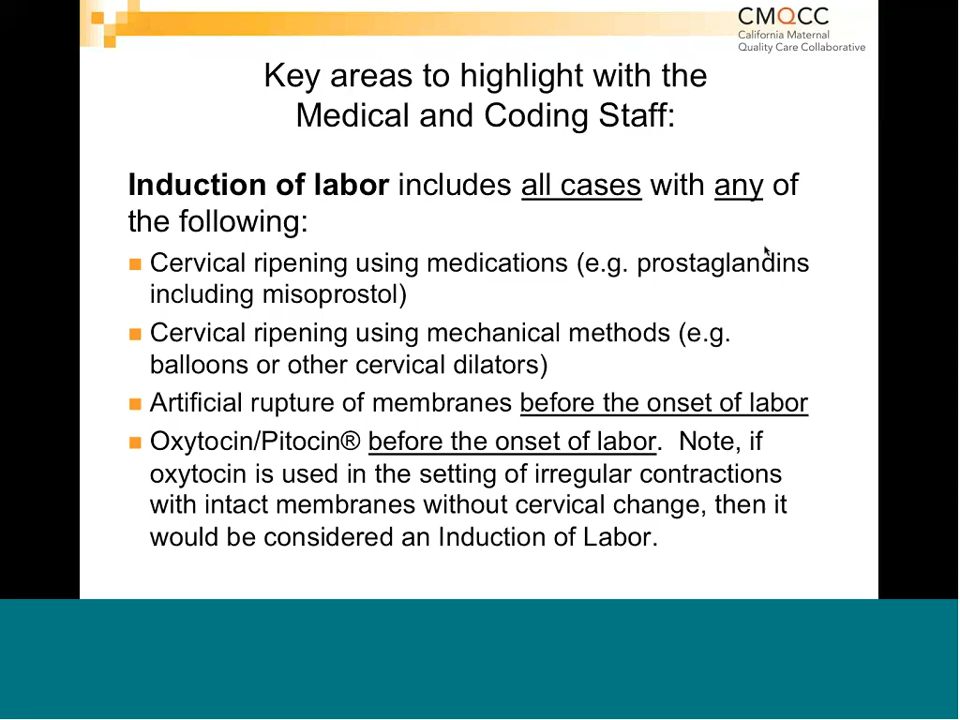 CMQCC
California Maternal
Quality Care Collaborative
Key areas to highlight with the
Medical and Coding Staff:
Induction of labor includes all cases with any of
the following:
Cervical ripening using medications (e.g. prostaglandins
including misoprostol)
Cervical ripening using mechanical methods (e.g.
balloons or other cervical dilators)
Artificial rupture of membranes before the onset of labor
Oxytocin/Pitocin® before the onset of labor.  Note, if
oxytocin is used in the setting of irregular contractions
with intact membranes without cervical change, then it
would be considered an Induction of Labor.